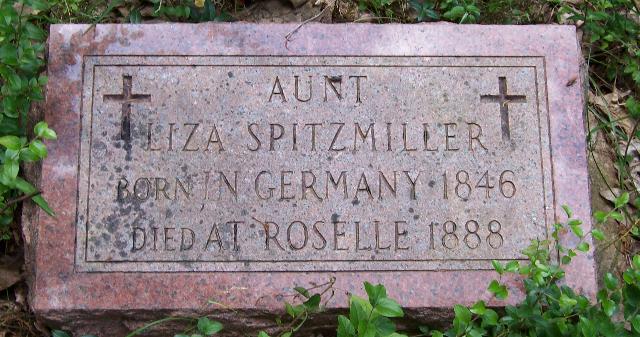 AUNT
LIZA SPITZMILLER
BORN IN GERMANY 1846
DIED AT ROSELLE 1888